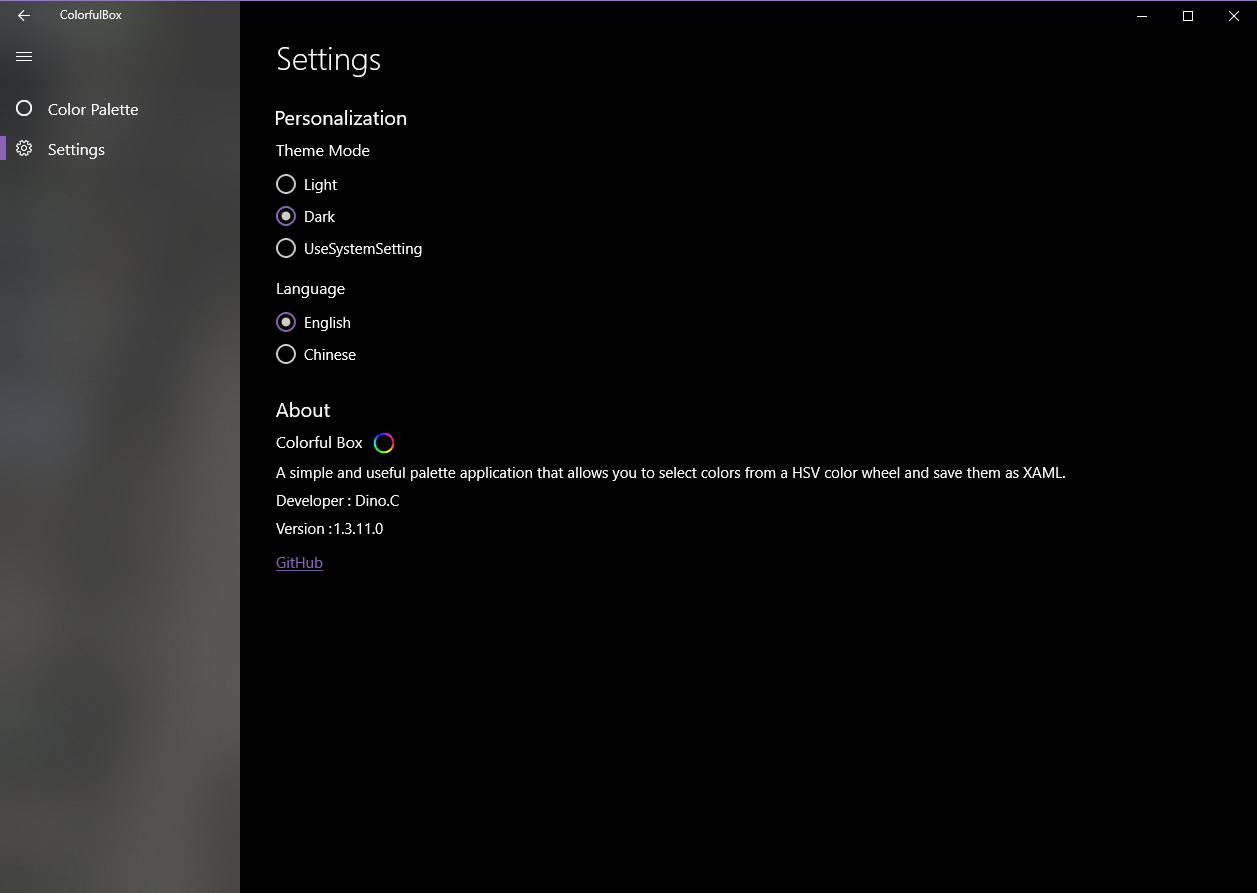 ColorfulBox
Color Palette
Settings
Settings
Personalization
Theme Mode
Light
Dark
UseSystemSetting
Language
English
Chinese
About
Colorful Box
A simple and useful palette application that allows you to select colors from a HSV color wheel and save them as XAML.
Developer : Dino.C
Version :1.3.11.0
GitHub